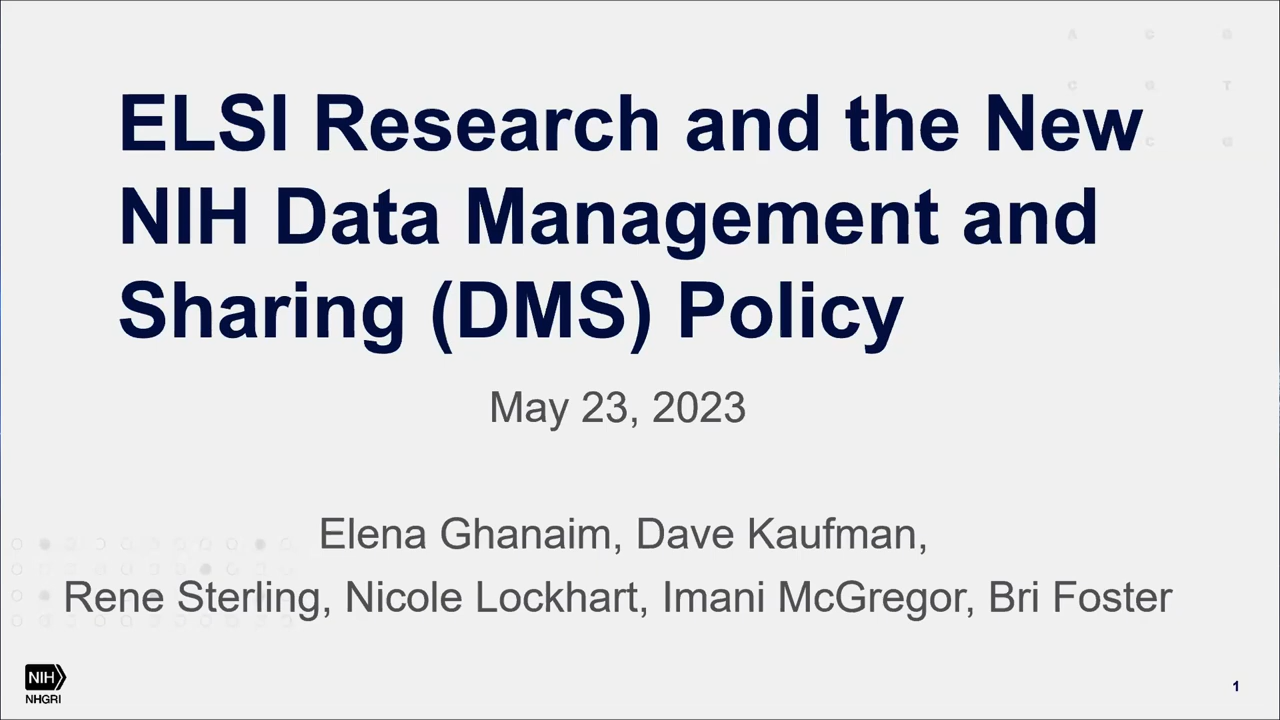 ELSI Research and the New
NIH Data Management and
Sharing (DMS) Policy
May 23, 2023
Elena Ghanaim, Dave Kaufman,
Rene Sterling, Nicole Lockhart, Imani McGregor, Bri Foster
NIH
NHGRI
1